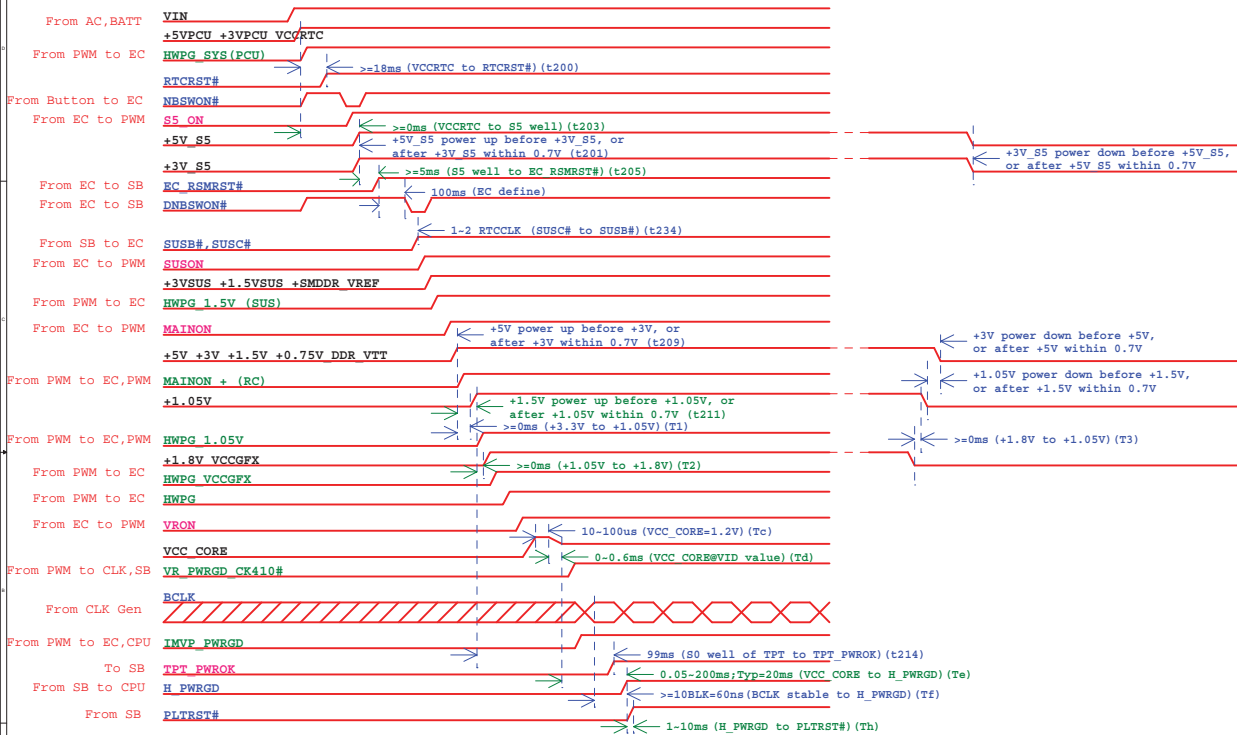 From AC,BATT VIN
+5VPCU +3VPCU VCCRTC
From PWM to EC HWPG_SYS(PCU)
>=18ms (VCCRTC to RTCRST#)(t200)
RTCRST#
From Button to EC NBSWON#
From EC to PWM S5_ON
>=0ms (VCCRTC to S5 well)(t203)
+5V_S5 +5V_S5 power up before +3V_S5, or
after +3V_S5 within 0.7V (t201)
+3V_S5 power down before +5V_S5,
or after +5V S5 within 0.7V
+3V_S5 >=5ms (S5 well to EC RSMRST#)(t205)
From EC to SB EC_RSMRST#
100ms (EC define)
From EC to SB DNBSWON#
1~2 RTCCLK (SUSC# to SUSB#)(t234)
From SB to EC SUSB#,SUSC#
From EC to PWM SUSON
+3VSUS +1.5VSUS +SMDDR_VREF
From PWM to EC HWPG_1.5V (SUS)
From EC to PWM MAINON
+5V power up before +3V, or
after +3V within 0.7V (t209)
+3V power down before +5V,
or after +5V within 0.7V
+5V +3V +1.5V +0.75V_DDR_VTT
From PWM to EC,PWM MAINON + (RC)
+1.05V power down before +1.5V,
or after +1.5V within 0.7V
+1.05V +1.5V power up before +1.05V, or
after +1.05V within 0.7V (t211)
>=0ms (+3.3V to +1.05V)(T1)
From PWM to EC,PWM HWPG_1.05V >=0ms (+1.8V to +1.05V)(T3)
+1.8V VCCGFX >=0ms (+1.05V to +1.8V)(T2)
From PWM to EC HWPG_VCCGFX
From PWM to EC HWPG
From EC to PWM VRON
10~100us (VCC_CORE=1.2V)(Tc)
VCC_CORE 0~0.6ms (VCC_CORE@VID value)(Td)
From PWM to CLK,SB VR_PWRGD_CK410#
BCLK
From CLK Gen
From PWM to EC,CPU IMVP_PWRGD
99ms (S0 well of TPT to TPT_PWROK)(t214)
To SB TPT_PWROK
0.05~200ms;Typ=20ms (VCC_CORE to H_PWRGD)(Te)
From SB to CPU H_PWRGD >=10BLK=60ns(BCLK stable to H_PWRGD)(Tf)
From SB PLTRST#
1~10ms (H_PWRGD to PLTRST#)(Th)